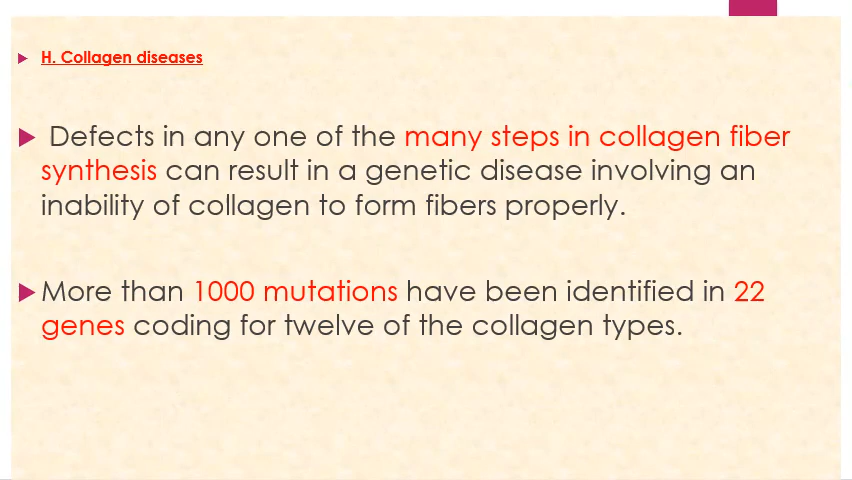 H. Collagen diseases
Defects in any one of the many steps in collagen fiber
synthesis can result in a genetic disease involving an
inability of collagen to form fibers properly.
More than 1000 mutations have been identified in 22
genes coding for twelve of the collagen types.